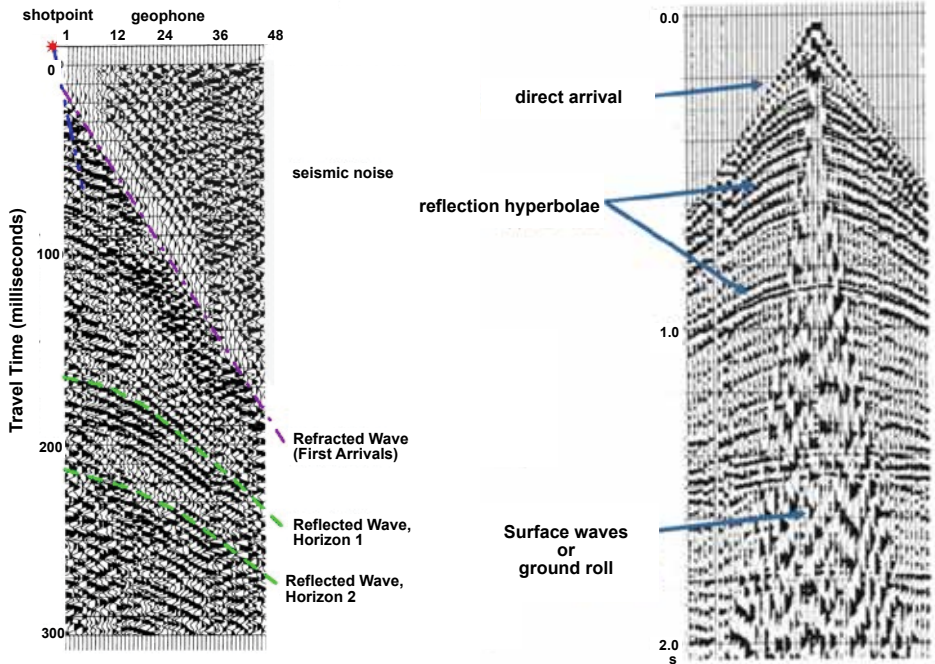 shotpoint geophone
1 12 24 36 48
0
100
200
300
Travel Time (milliseconds)
seismic noise
Refracted Wave
(First Arrivals)
Reflected Wave,
Horizon 1
Reflected Wave,
Horizon 2
0.0
direct arrival
reflection hyperbolae
1.0
Surface waves
or
ground roll
2.0
s